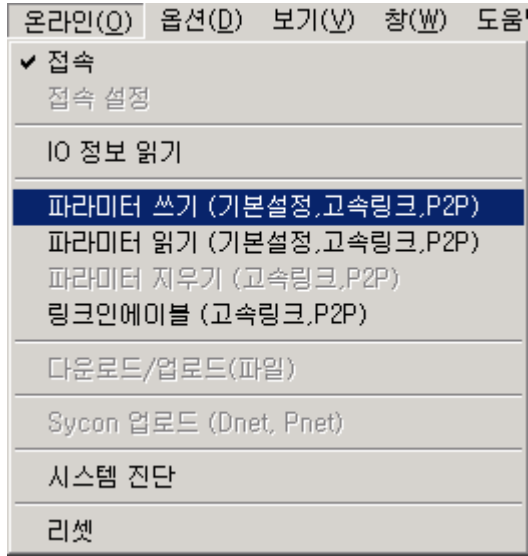 온라인(O) 옵션(D) 보기(V) 창(W) 도움
접속
접속 설정
IO 정보 읽기
파라미터 쓰기 (기본설정,고속링크,P2P)
파라미터 읽기 (기본설정,고속링크,P2P)
파라미터 지우기 (고속링크,P2P)
링크인에이블 (고속링크,P2P)
다운로드/업로드(파일)
Sycon 업로드 (Dnet, Pnet)
시스템 진단
리셋